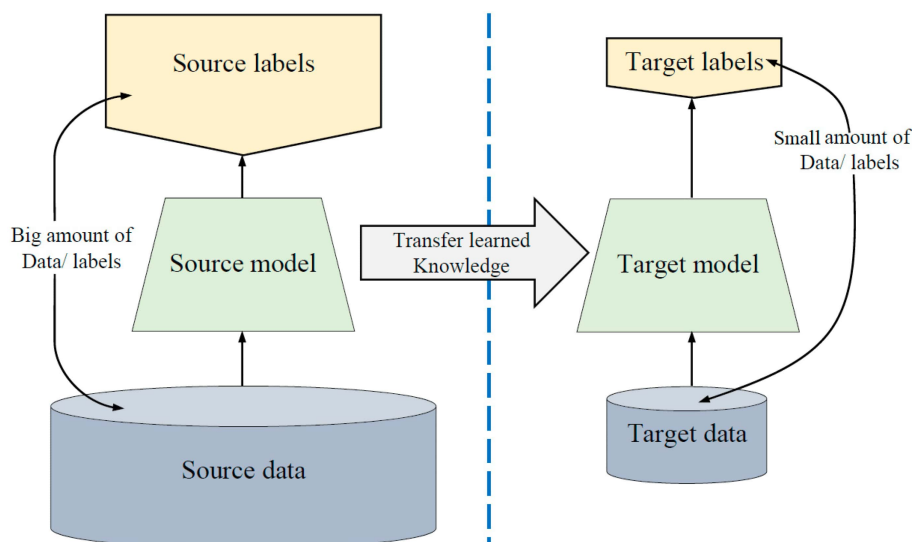 Source labels
Big amount of
Data/ labels
Source model
Source data
Transfer learned
Knowledge
Target labels
Small amount of
Data/ labels
Target model
Target data